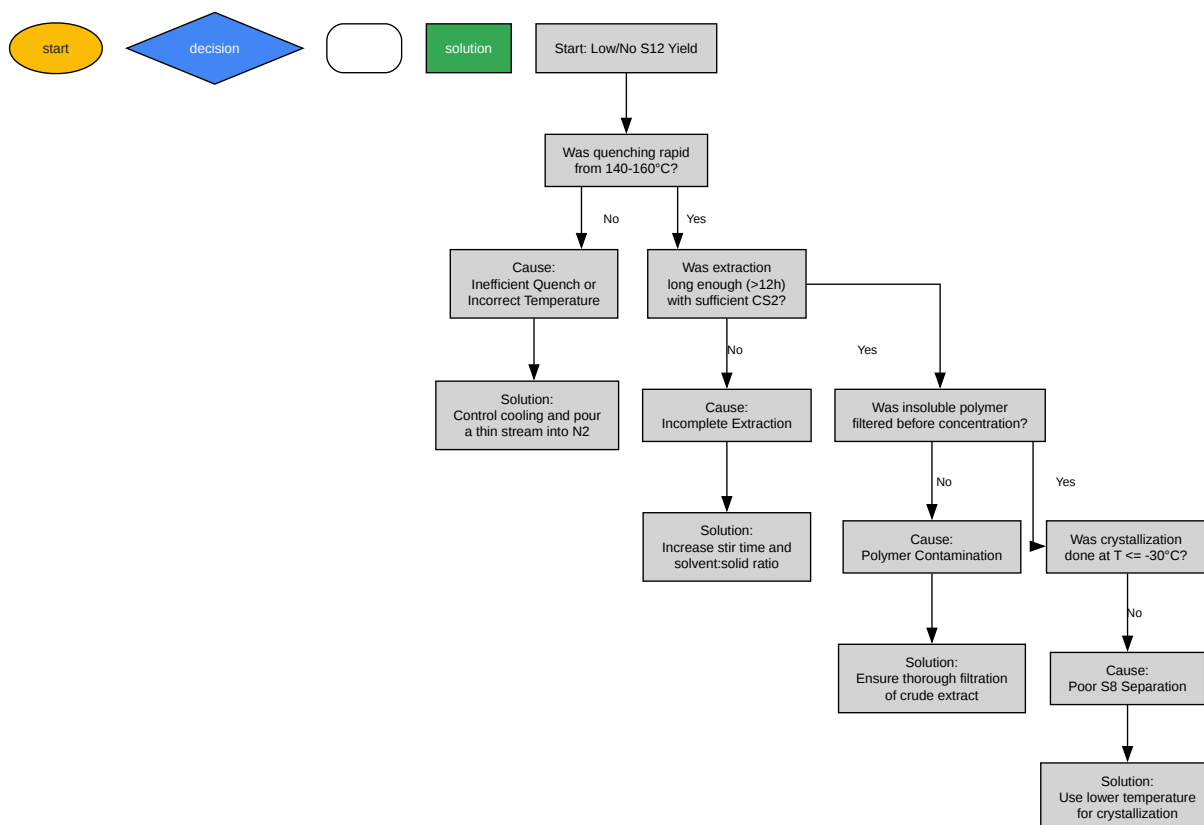 start
decision
solution
Start: Low/No S12 Yield
Was quenching rapid
from 140-160°C?
No
Yes
Cause:
Inefficient Quench or
Incorrect Temperature
Was extraction
long enough (>12h)
with sufficient CS2?
No
Yes
Solution:
Control cooling and pour
a thin stream into N2
Cause:
Incomplete Extraction
Was insoluble polymer
filtered before concentration?
No
Yes
Solution:
Increase stir time and
solvent:solid ratio
Cause:
Polymer Contamination
Was crystallization
done at T <= -30°C?
No
Solution:
Ensure thorough filtration
of crude extract
Cause:
Poor S8 Separation
Solution:
Use lower temperature
for crystallization